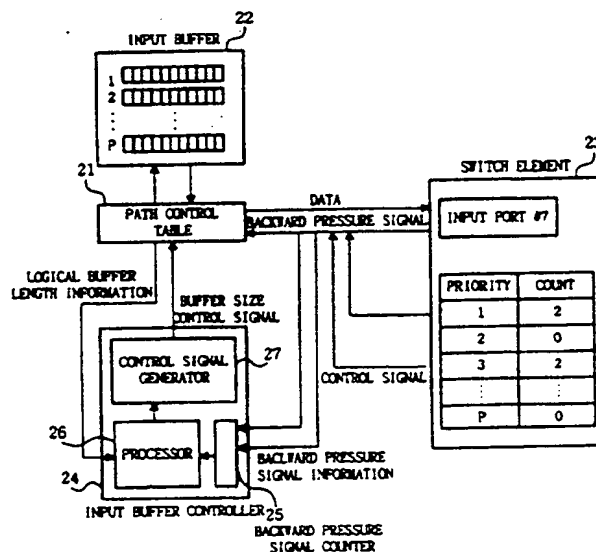 22
INPUT BUFFER
1
2
P
21
PATH CONTROL
TABLE
DATA
BACKWARD PRESSURE SIGNAL
SWITCH ELEMENT
INPUT PORT #7
PRIORITY COUNT
1 2
2 0
3 2
P 0
LOGICAL BUFFER
LENGTH INFORMATION
BUFFER SIZE
CONTROL SIGNAL
CONTROL SIGNAL
GENERATOR
27
CONTROL SIGNAL
26
PROCESSOR
24
25
BACLWARD PRESSURE
SIGNAL INFORMATION
INPUT BUFFER CONTROLLER
BACKWARD PRESSURE
SIGNAL COUNTER